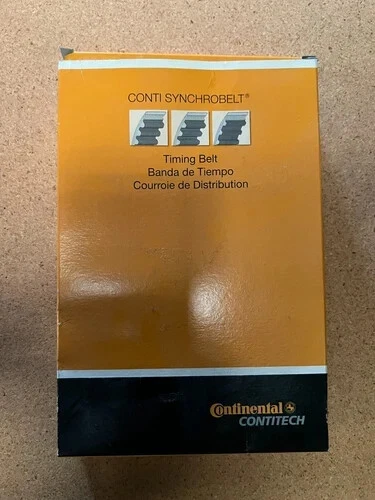 CONTI SYNCHROBELT®
Timing Belt
Banda de Tiempo
Courroie de Distribution
Continental
CONTITECH